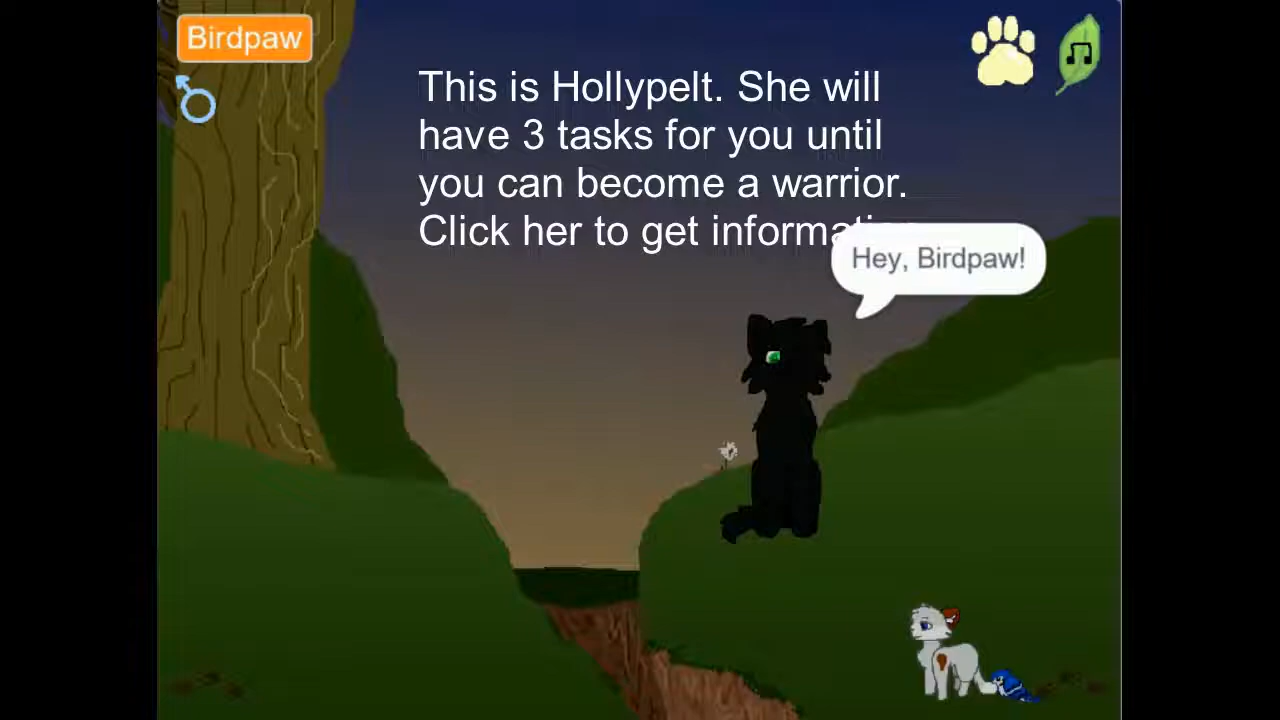 Birdpaw
This is Hollypelt. She will
have 3 tasks for you until
you can become a warrior.
Click her to get
Hey, Birdpaw!